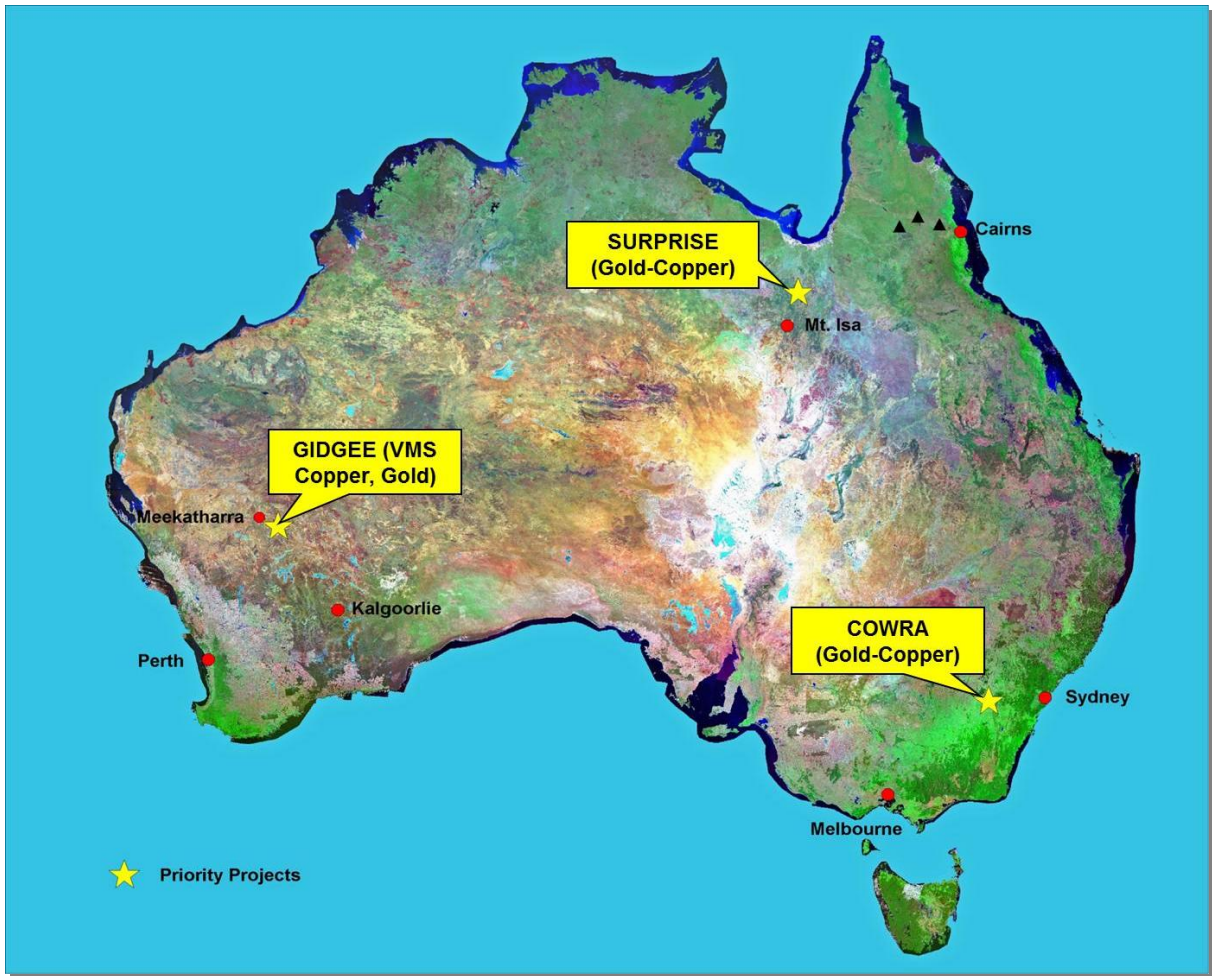 Cairns
SURPRISE
(Gold-Copper)
Mt. Isa
GIDGEE (VMS
Copper, Gold)
Meekatharra
Kalgoorlie
COWRA
(Gold-Copper)
Perth
Sydney
Melbourne
Priority Projects